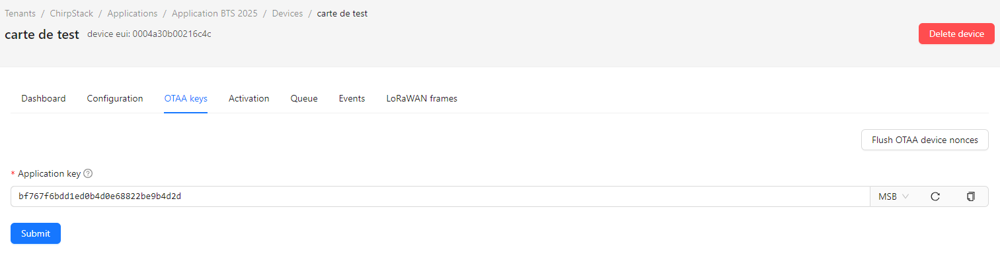 Tenants / ChirpStack / Applications / Application BTS 2025 / Devices / carte de test
carte de test device eui: 0004a30b00216c4c
Delete device
Dashboard Configuration OTAA keys Activation Queue Events LoRaWAN frames
Flush OTAA device nonces
* Application key
bf767f6bdd1ed0b4d0e68822be9b4d2d MSB
Submit